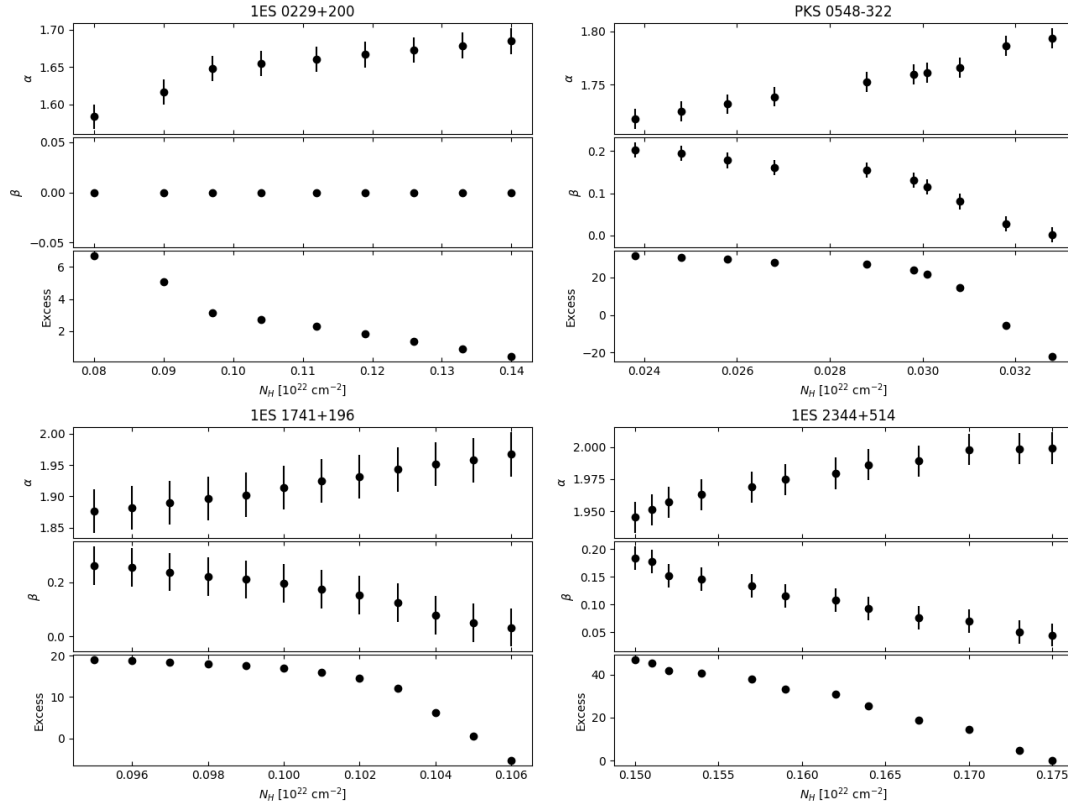 1ES 0229+200
α
1.70
1.65
1.60
β
0.05
0.00
−0.05
Excess
6
4
2
0.08 0.09 0.10 0.11 0.12 0.13 0.14
N_H [10^22 cm^−2]
PKS 0548-322
α
1.80
1.75
β
0.2
0.1
0.0
Excess
20
0
−20
0.024 0.026 0.028 0.030 0.032
N_H [10^22 cm^−2]
1ES 1741+196
α
2.00
1.95
1.90
1.85
β
0.2
0.0
Excess
20
10
0
0.096 0.098 0.100 0.102 0.104 0.106
N_H [10^22 cm^−2]
1ES 2344+514
α
2.000
1.975
1.950
β
0.20
0.15
0.10
0.05
Excess
40
20
0
0.150 0.155 0.160 0.165 0.170 0.175
N_H [10^22 cm^−2]